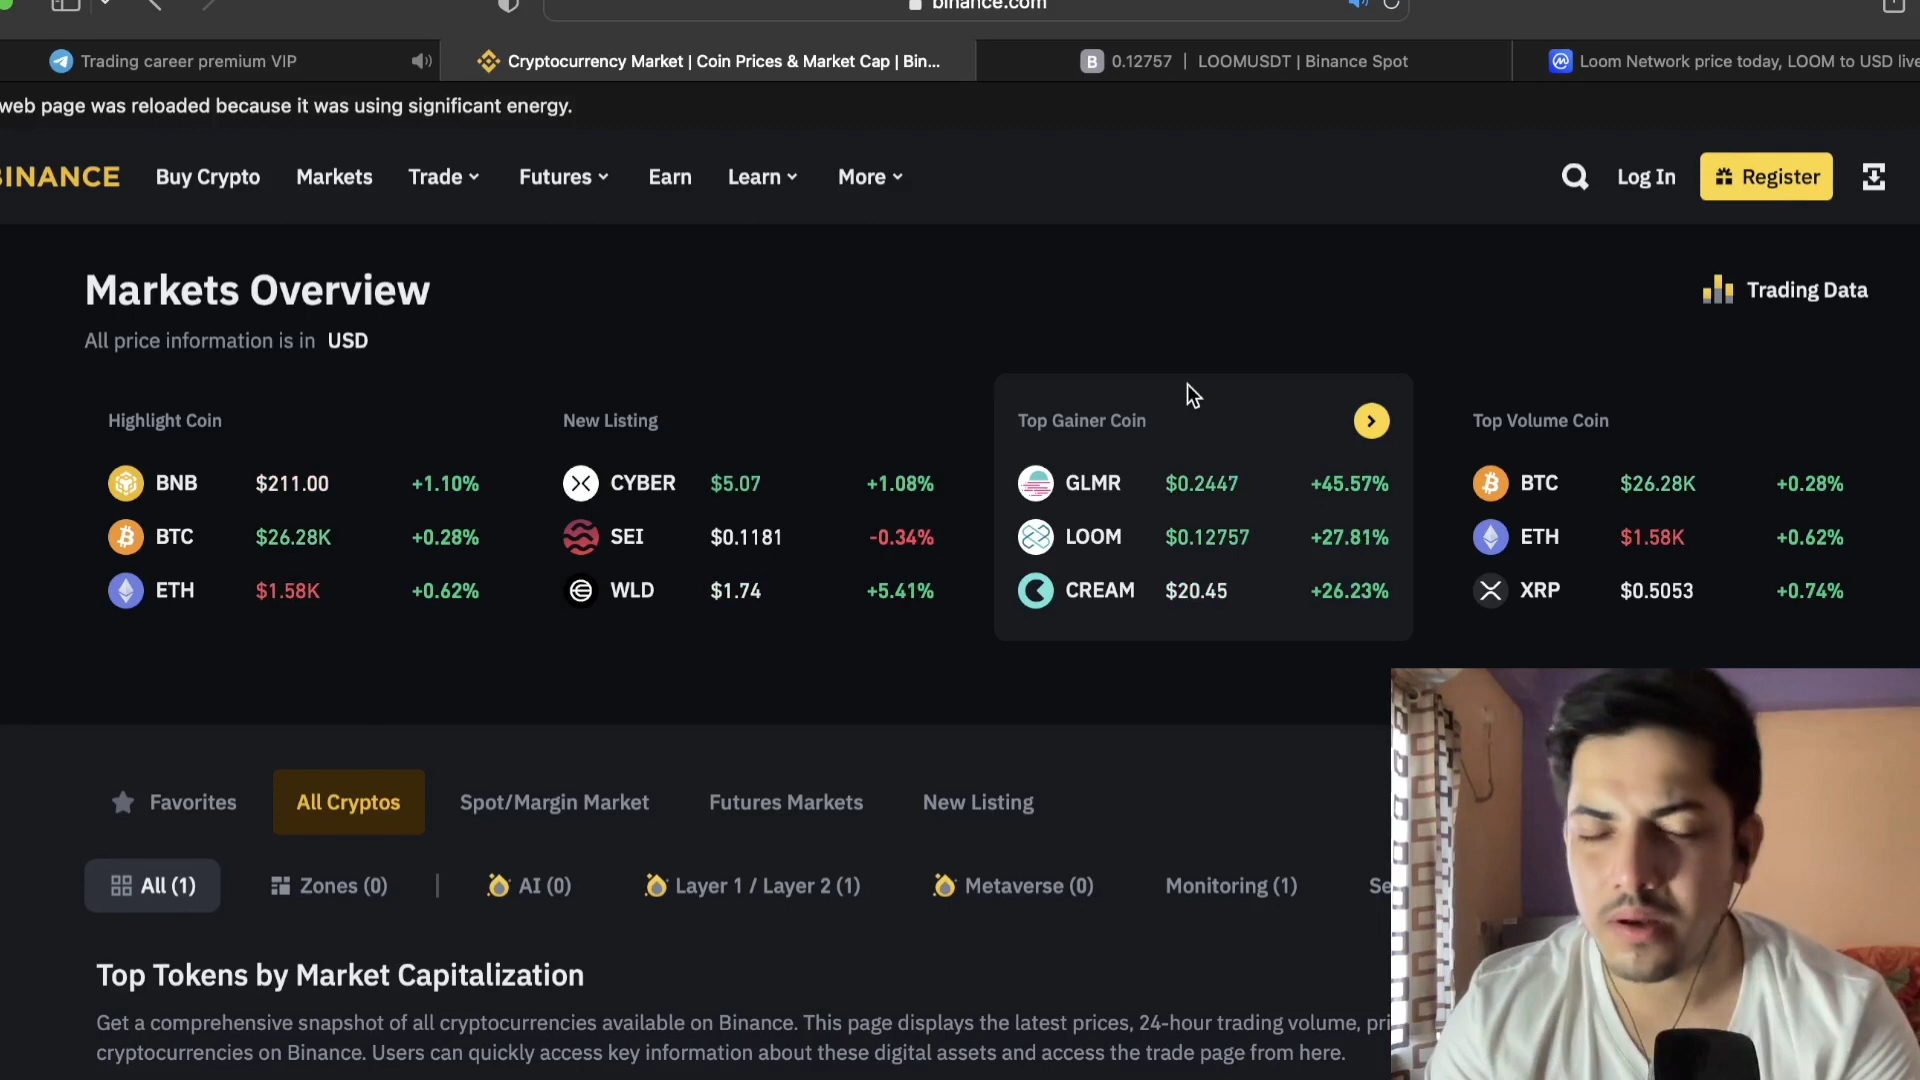 binance.com
Trading career premium VIP
Cryptocurrency Market | Coin Prices & Market Cap | Bin...
B 0.12757 | LOOMUSDT | Binance Spot
Loom Network price today, LOOM to USD live
web page was reloaded because it was using significant energy.
BINANCE
Buy Crypto
Markets
Trade
Futures
Earn
Learn
More
Log In
Register
Markets Overview
Trading Data
All price information is in USD
Highlight Coin
New Listing
Top Gainer Coin
Top Volume Coin
BNB $211.00 +1.10%
CYBER $5.07 +1.08%
GLMR $0.2447 +45.57%
BTC $26.28K +0.28%
BTC $26.28K +0.28%
SEI $0.1181 -0.34%
LOOM $0.12757 +27.81%
ETH $1.58K +0.62%
ETH $1.58K +0.62%
WLD $1.74 +5.41%
CREAM $20.45 +26.23%
XRP $0.5053 +0.74%
Favorites
All Cryptos
Spot/Margin Market
Futures Markets
New Listing
All (1)
Zones (0)
AI (0)
Layer 1 / Layer 2 (1)
Metaverse (0)
Monitoring (1)
Se
Top Tokens by Market Capitalization
Get a comprehensive snapshot of all cryptocurrencies available on Binance. This page displays the latest prices, 24-hour trading volume, pri
cryptocurrencies on Binance. Users can quickly access key information about these digital assets and access the trade page from here.